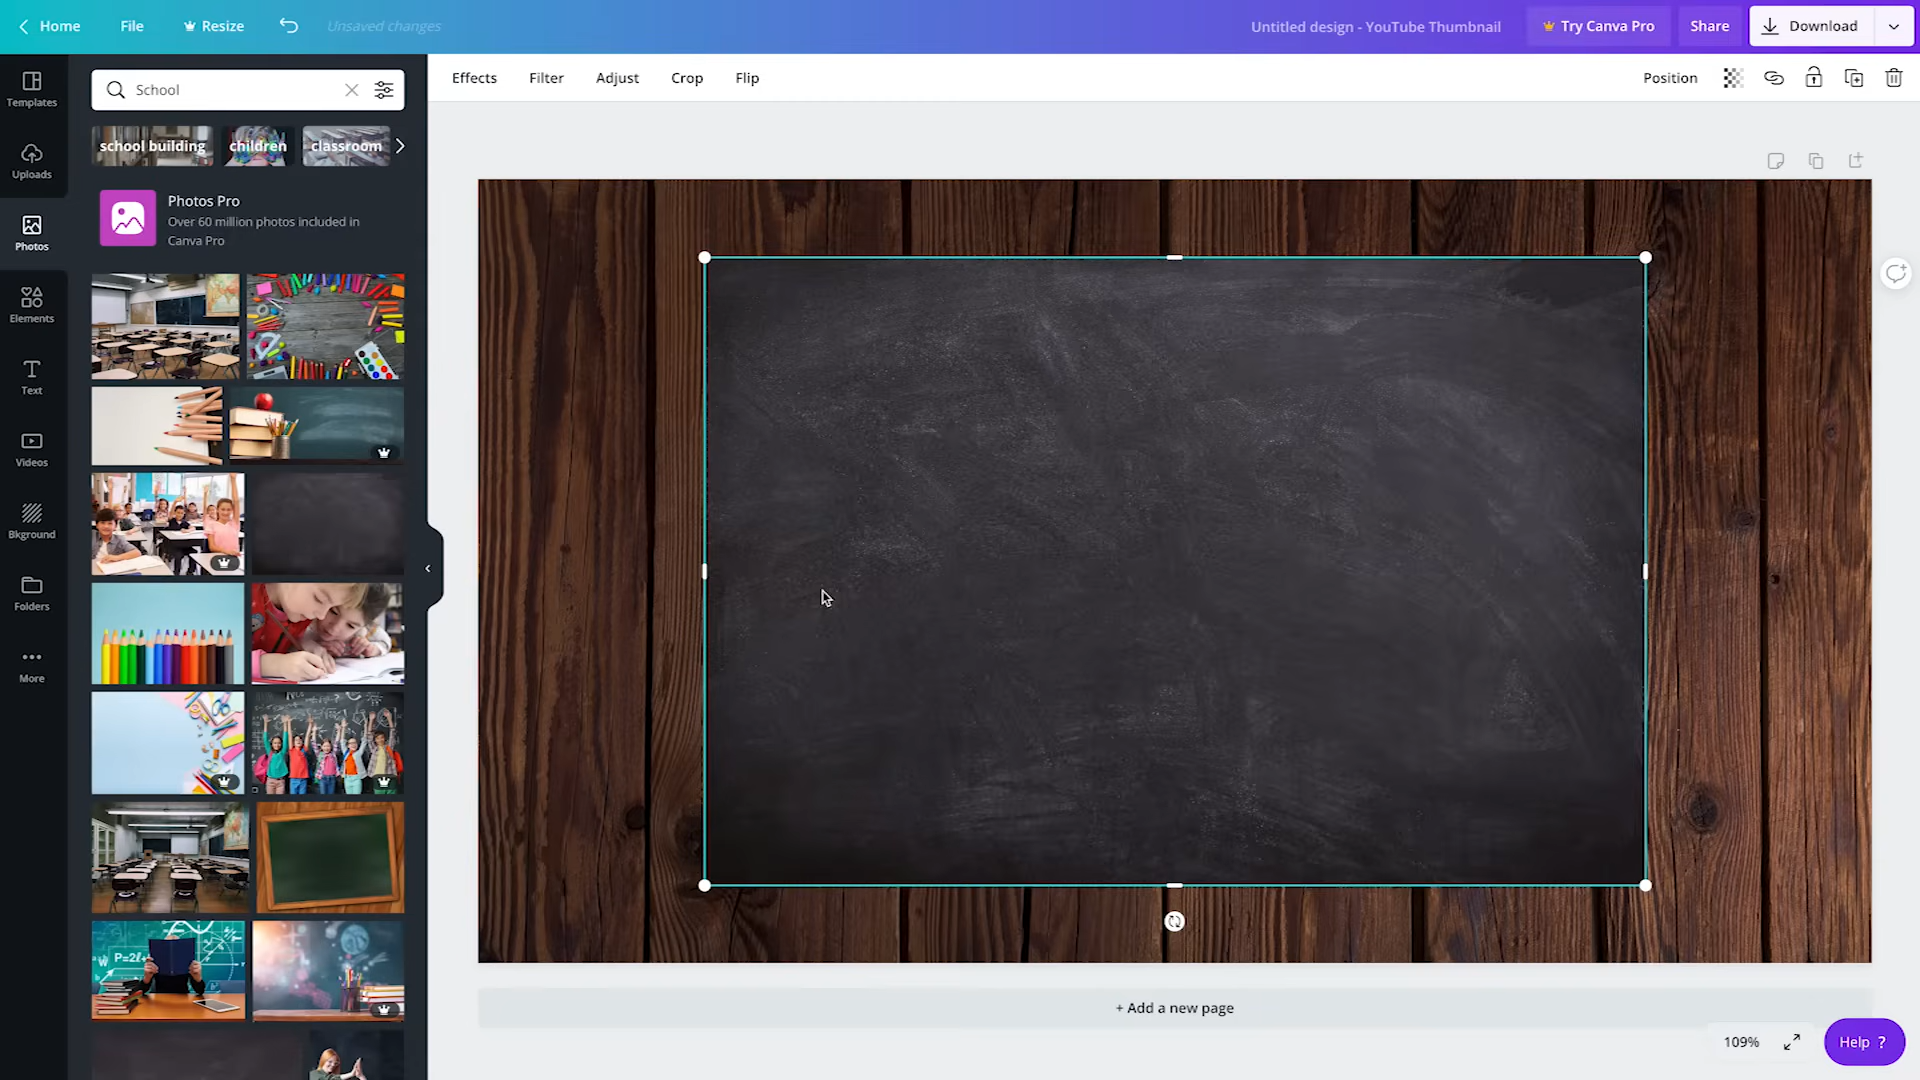 Home File Resize Unsaved changes Untitled design - YouTube Thumbnail Try Canva Pro Share Download
Effects Filter Adjust Crop Flip Position
School
school building children classroom
Photos Pro
Over 60 million photos included in
Canva Pro
Templates
Uploads
Photos
Elements
Text
Videos
Bkground
Folders
More
P=2ℓ+
+ Add a new page
109% Help ?